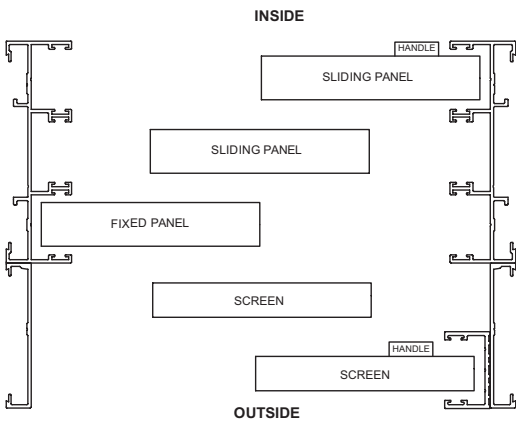 INSIDE
HANDLE
SLIDING PANEL
SLIDING PANEL
FIXED PANEL
SCREEN
HANDLE
SCREEN
OUTSIDE